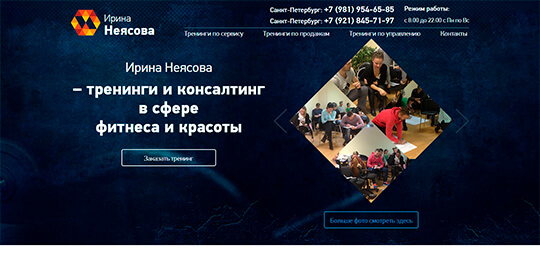 Ирина
Неясова
Санкт-Петербург: +7 (981) 954-65-85
Санкт-Петербург: +7 (921) 845-71-97
Режим работы:
с 8:00 до 22:00 с Пн по Вс
Тренинги по сервису
Тренинги по продажам
Тренинги по управлению
Контакты
Ирина Неясова
– тренинги и консалтинг
в сфере
фитнеса и красоты
Заказать тренинг
Больше фото смотреть здесь